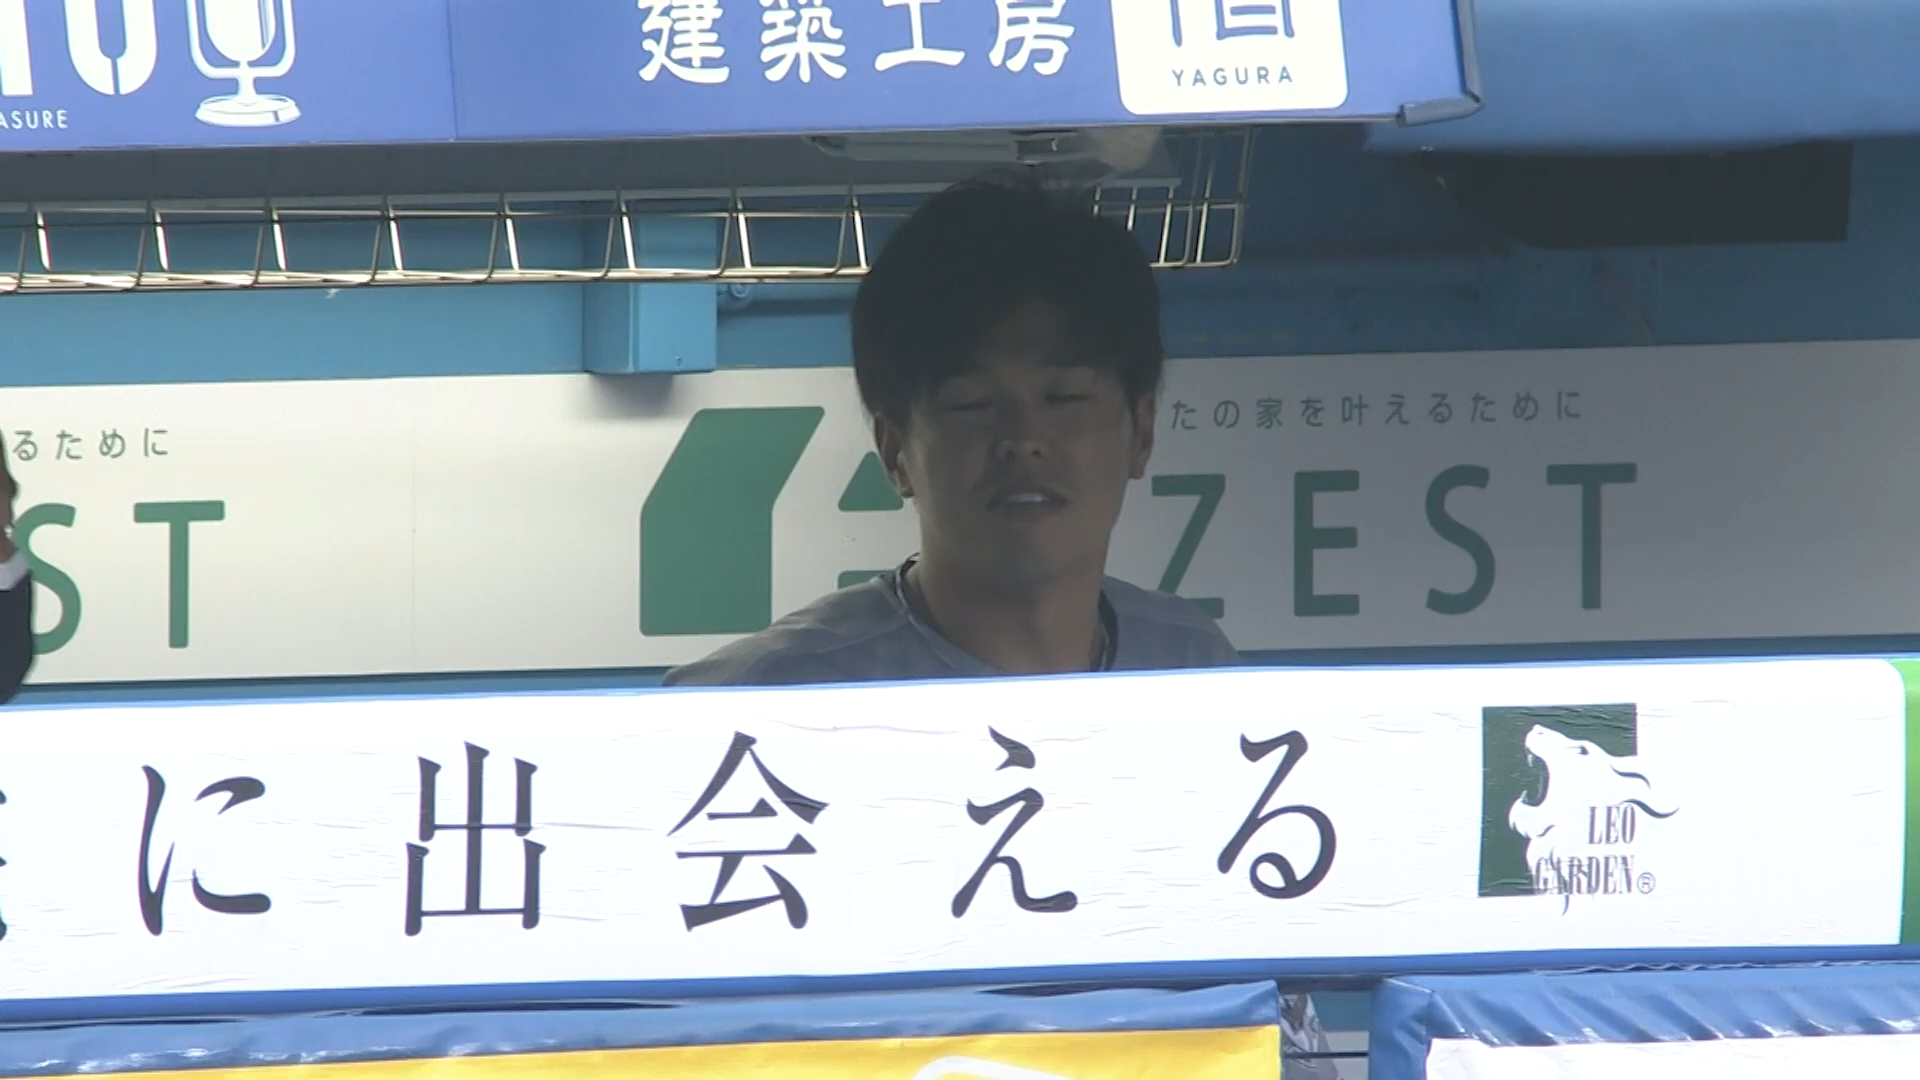 ASURE
建築工房
YAGURA
るために
ST
たの家を叶えるために
ZEST
に出会える
LEO
GARDEN®